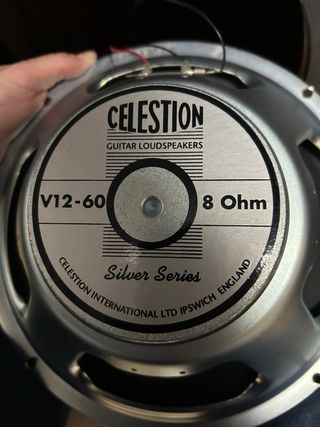 CELESTION
GUITAR LOUDSPEAKERS
V12-60 8 Ohm
Silver Series
CELESTION INTERNATIONAL LTD IPSWICH ENGLAND